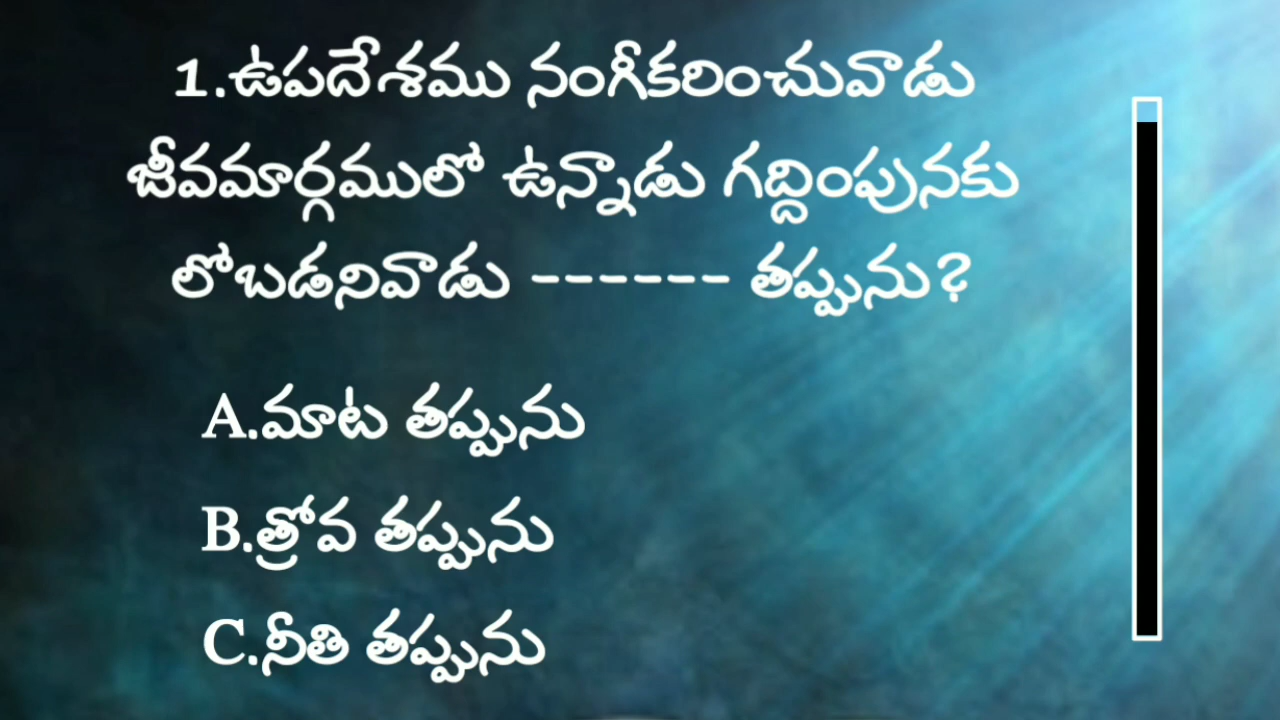 1.ఉపదేశము నంగీకరించువాడు
జీవమార్గములో ఉన్నాడు గద్దింపునకు
లోబడనివాడు ------ తప్పును?
A.మాట తప్పును
B.త్రోవ తప్పును
C.నీతి తప్పును